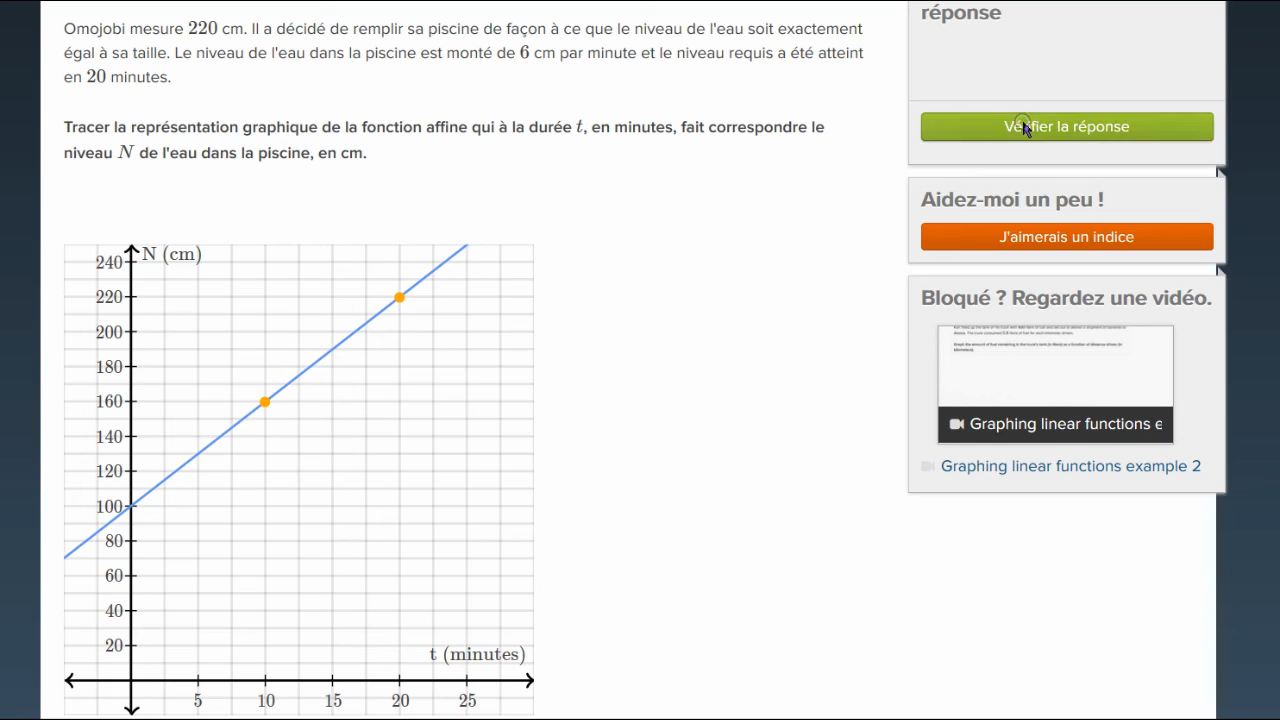 Omojobi mesure 220 cm. Il a décidé de remplir sa piscine de façon à ce que le niveau de l'eau soit exactement
égal à sa taille. Le niveau de l'eau dans la piscine est monté de 6 cm par minute et le niveau requis a été atteint
en 20 minutes.
Tracer la représentation graphique de la fonction affine qui à la durée t, en minutes, fait correspondre le
niveau N de l'eau dans la piscine, en cm.
N (cm)
240
220
200
180
160
140
120
100
80
60
40
20
t (minutes)
5 10 15 20 25
réponse
Vérifier la réponse
Aidez-moi un peu !
J'aimerais un indice
Bloqué ? Regardez une vidéo.
Graphing linear functions e
Graphing linear functions example 2